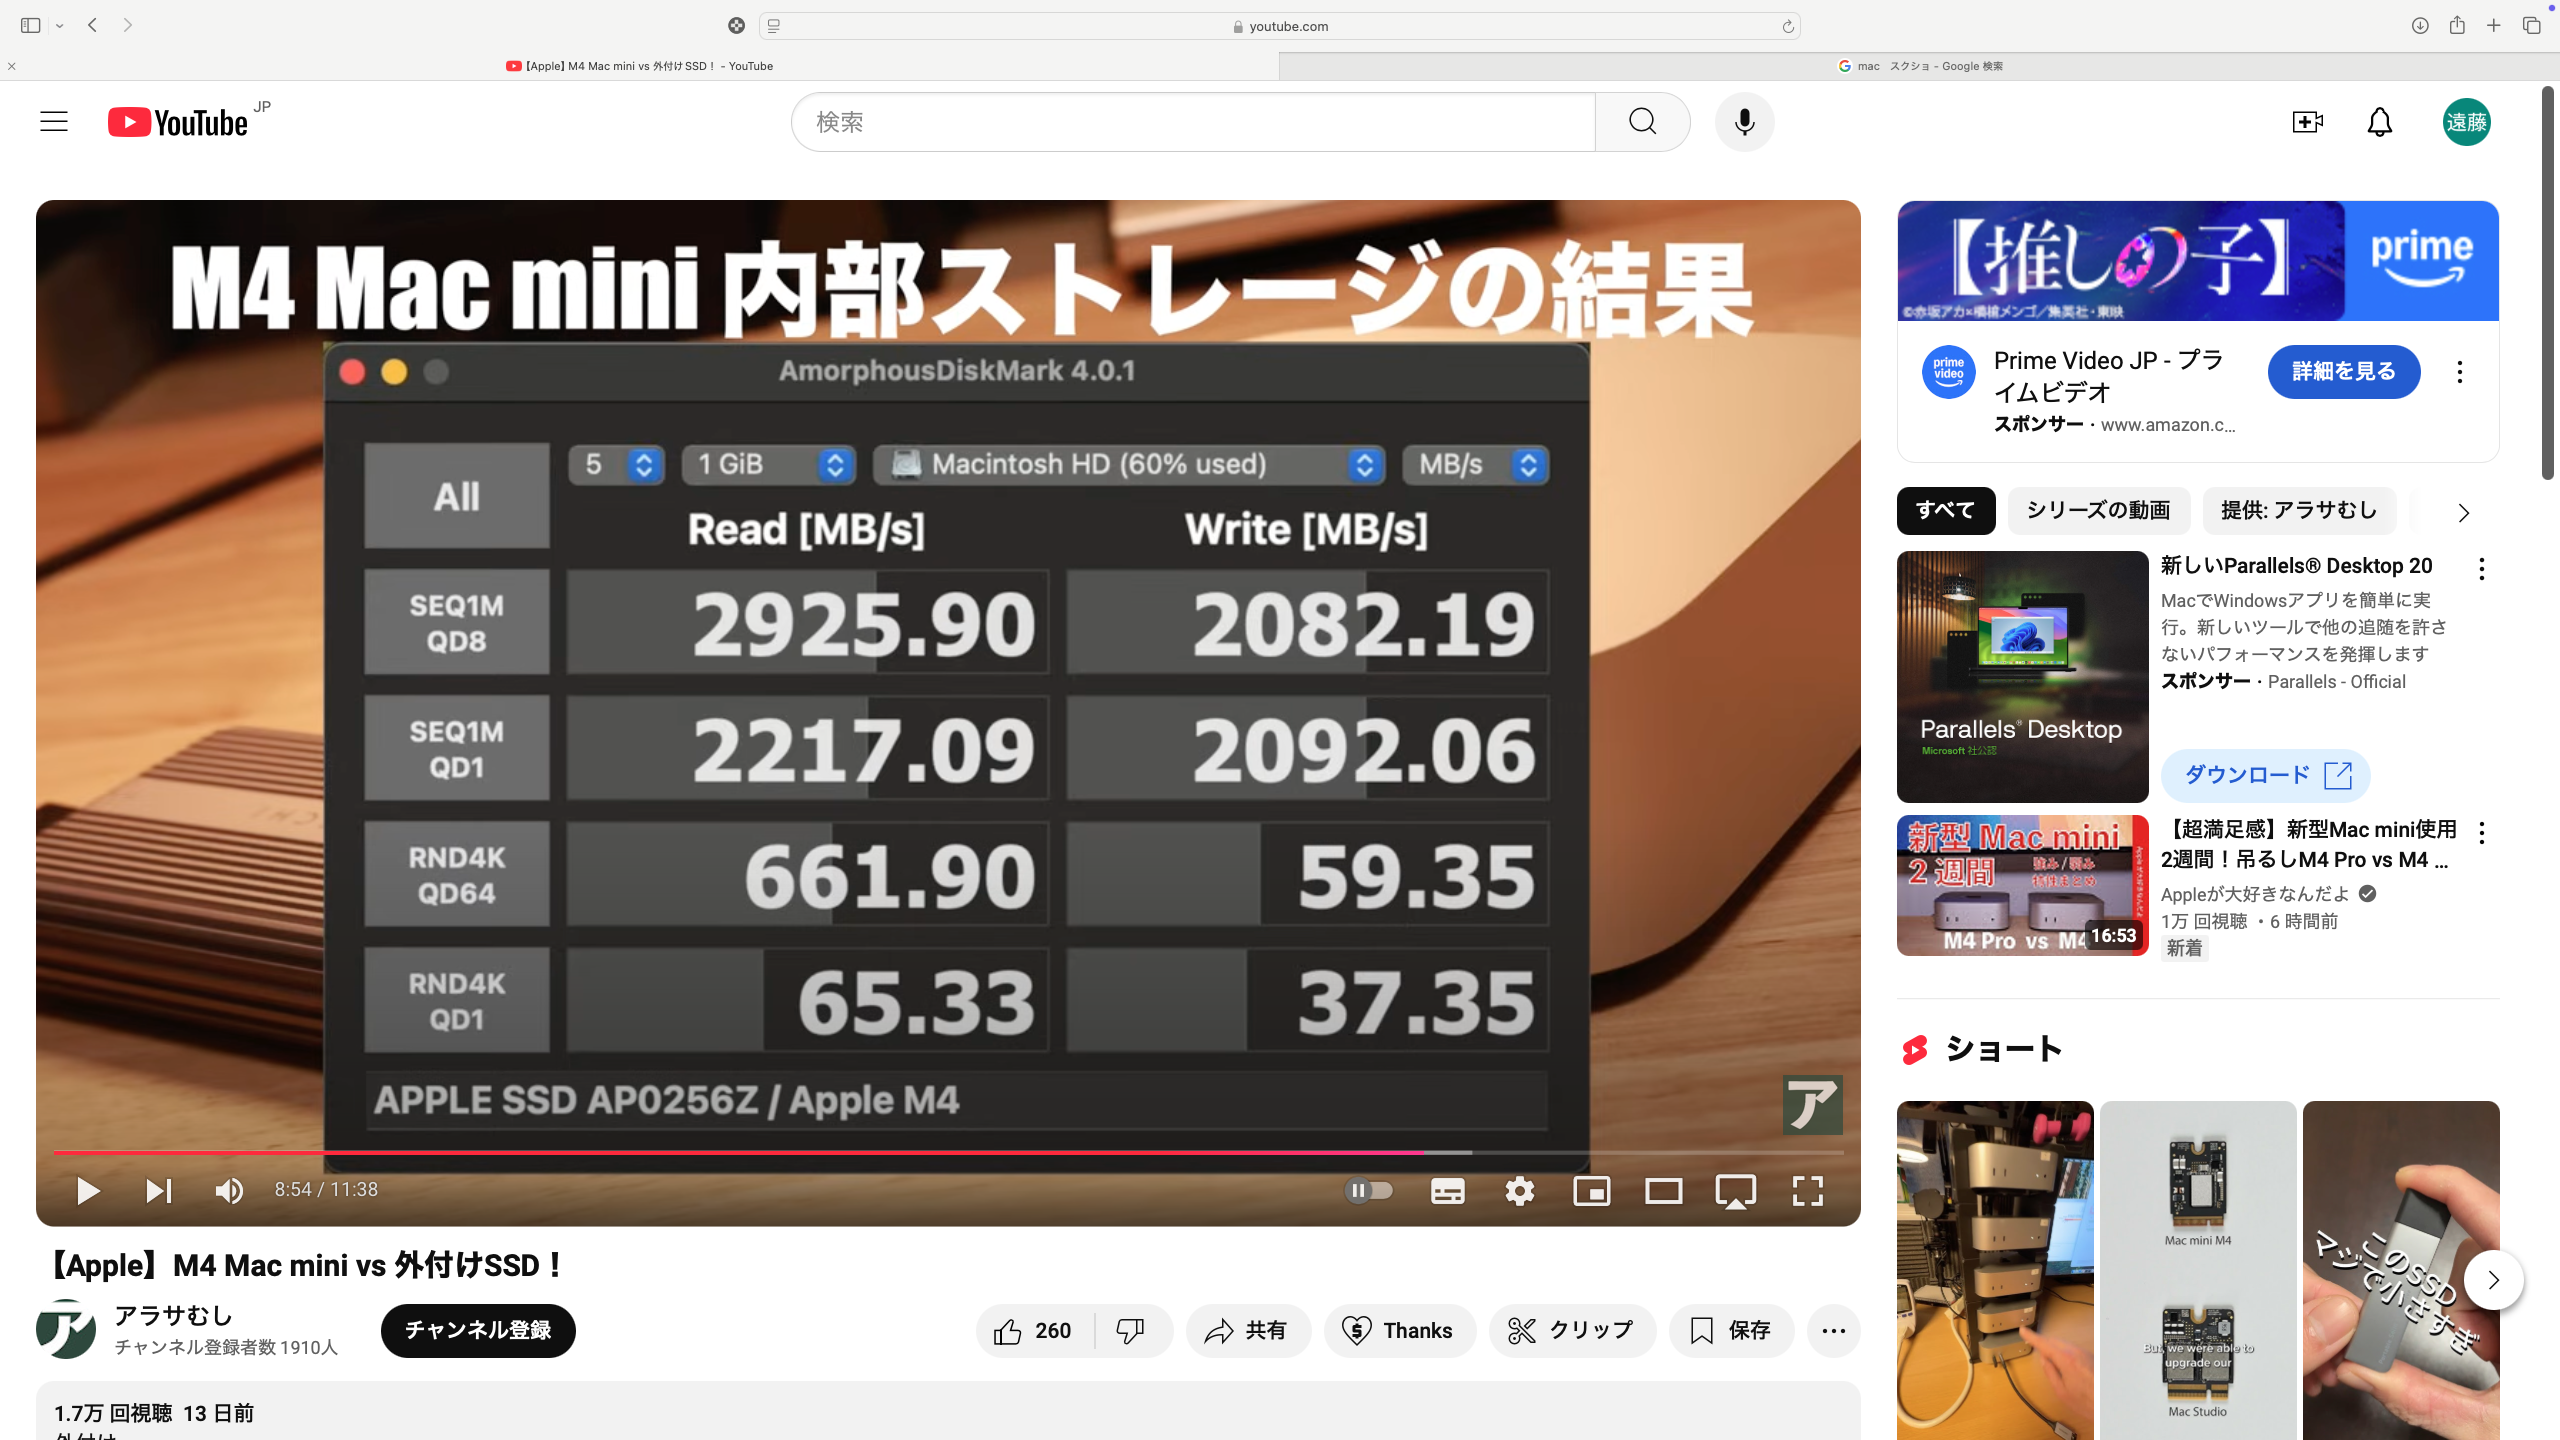 youtube.com
【Apple】M4 Mac mini vs 外付けSSD！ - YouTube
mac　スクショ - Google 検索
YouTube JP
検索
遠藤
M4 Mac mini 内部ストレージの結果
AmorphousDiskMark 4.0.1
All
5
1 GiB
Macintosh HD (60% used)
MB/s
Read [MB/s]
Write [MB/s]
SEQ1M
QD8
2925.90
2082.19
SEQ1M
QD1
2217.09
2092.06
RND4K
QD64
661.90
59.35
RND4K
QD1
65.33
37.35
APPLE SSD AP0256Z / Apple M4
ア
8:54 / 11:38
【Apple】M4 Mac mini vs 外付けSSD！
ア
アラサむし
チャンネル登録者数 1910人
チャンネル登録
260
共有
Thanks
クリップ
保存
1.7万 回視聴 13 日前
外付け
【推しの子】
prime
©赤坂アカ×横槍メンゴ／集英社・東映
prime
video
Prime Video JP - プラ
イムビデオ
スポンサー · www.amazon.c...
詳細を見る
すべて
シリーズの動画
提供: アラサむし
Parallels® Desktop
Microsoft 社公認
新しいParallels® Desktop 20
MacでWindowsアプリを簡単に実
行。新しいツールで他の追随を許さ
ないパフォーマンスを発揮します
スポンサー · Parallels - Official
ダウンロード
新型 Mac mini
2 週間
強み / 弱み
特性まとめ
M4 Pro vs M4
16:53
【超満足感】新型Mac mini使用
2週間！吊るしM4 Pro vs M4 ...
Appleが大好きなんだよ
1万 回視聴 ・6 時間前
新着
ショート
Mac mini M4
But, we were able to
upgrade our
Mac Studio
このSSD
マジで小さすぎ